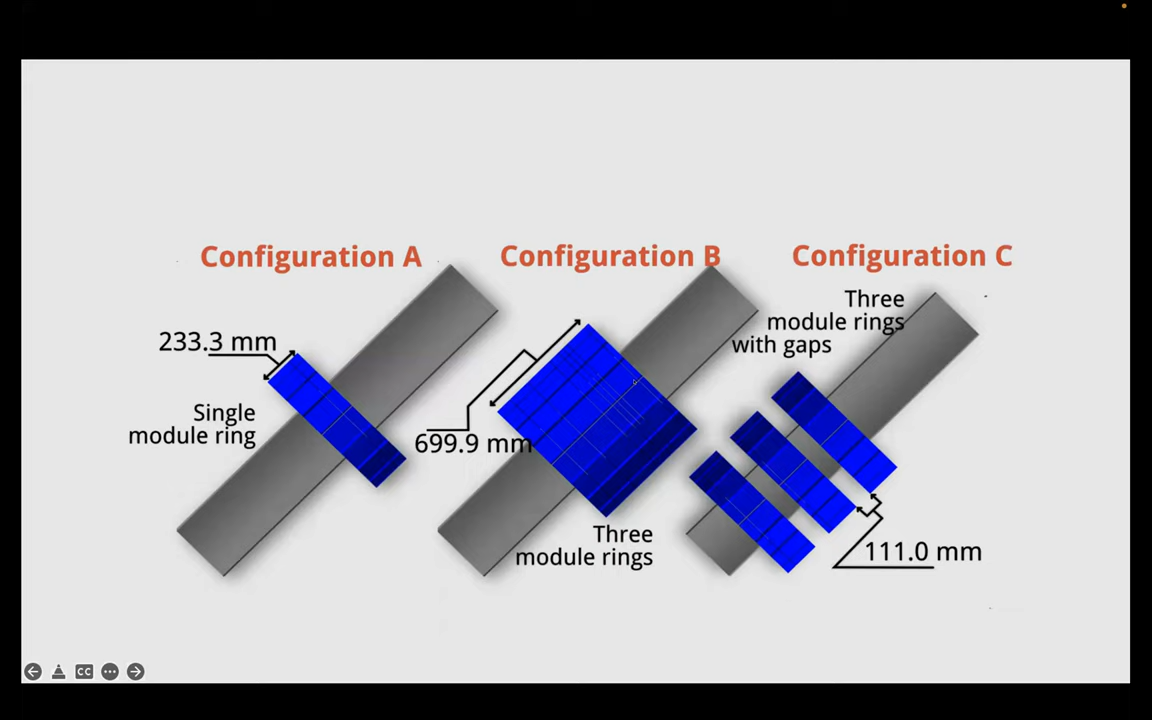 Configuration A
233.3 mm
Single
module ring
Configuration B
699.9 mm
Three
module rings
Configuration C
Three
module rings
with gaps
111.0 mm
CC